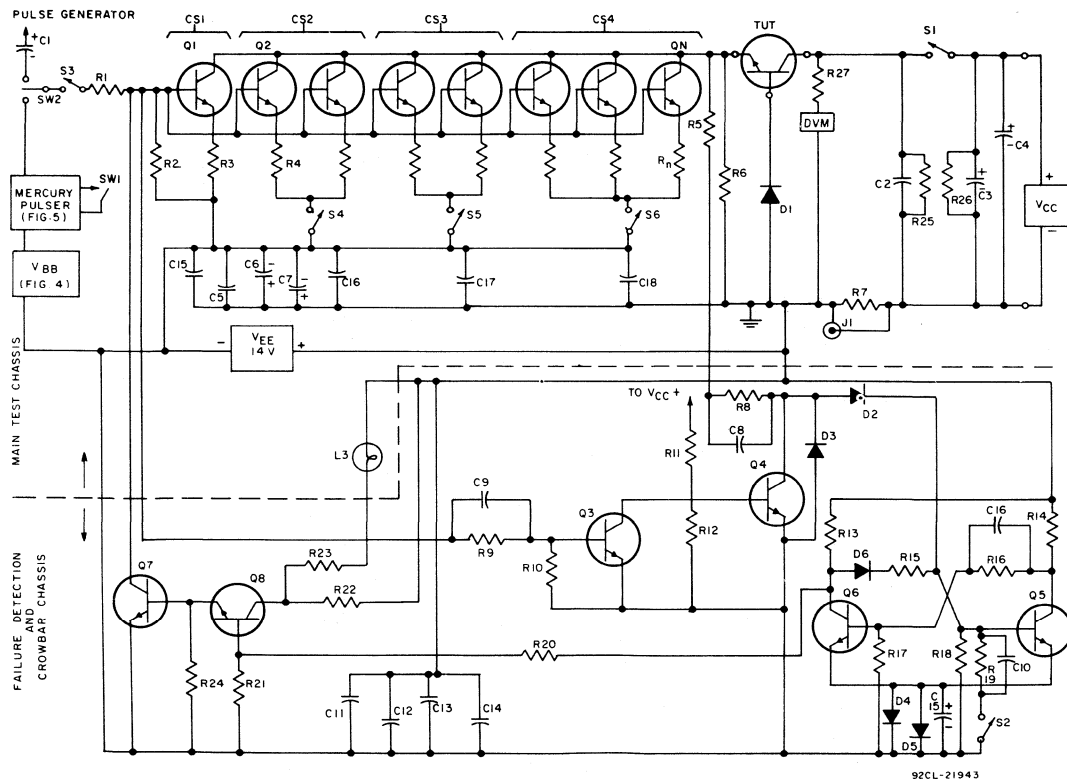 PULSE GENERATOR
CS1
CS2
CS3
CS4
TUT
S1
+
C1
-
Q1
Q2
QN
S3
R1
SW2
R27
DVM
R5
R6
R2
R3
R4
Rn
C2
R25
R26
+
C3
-
+
-C4
+
VCC
-
MERCURY
PULSER
(FIG.5)
SW1
D1
S4
S5
S6
VBB
(FIG. 4)
C15
C5
C6
-
+
C7
-
+
C16
C17
C18
R7
J1
-
VEE
14 V
+
MAIN TEST CHASSIS
TO VCC +
R8
C8
D2
D3
L3
R11
Q4
C9
Q3
R12
R13
C16
R14
R9
R10
D6
R15
R16
R23
R22
Q7
Q8
Q6
Q5
FAILURE DETECTION
AND
CROWBAR CHASSIS
R20
R17
R18
R
19
C10
R24
R21
C11
C12
C13
C14
D4
D5
C
15
+
-
S2
92CL-21943